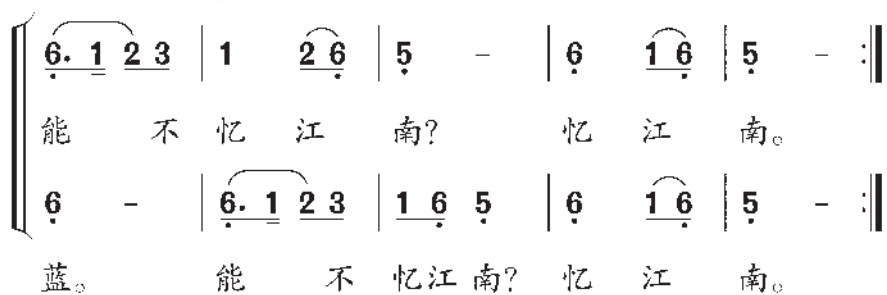 6. 1 2 3 | 1 2 6 | 5 - | 6 1 6 | 5 - :‖
能 不 忆 江 南? 忆 江 南。
6 - | 6. 1 2 3 | 1 6 5 | 6 1 6 | 5 - :‖
蓝。 能 不 忆江 南? 忆 江 南。